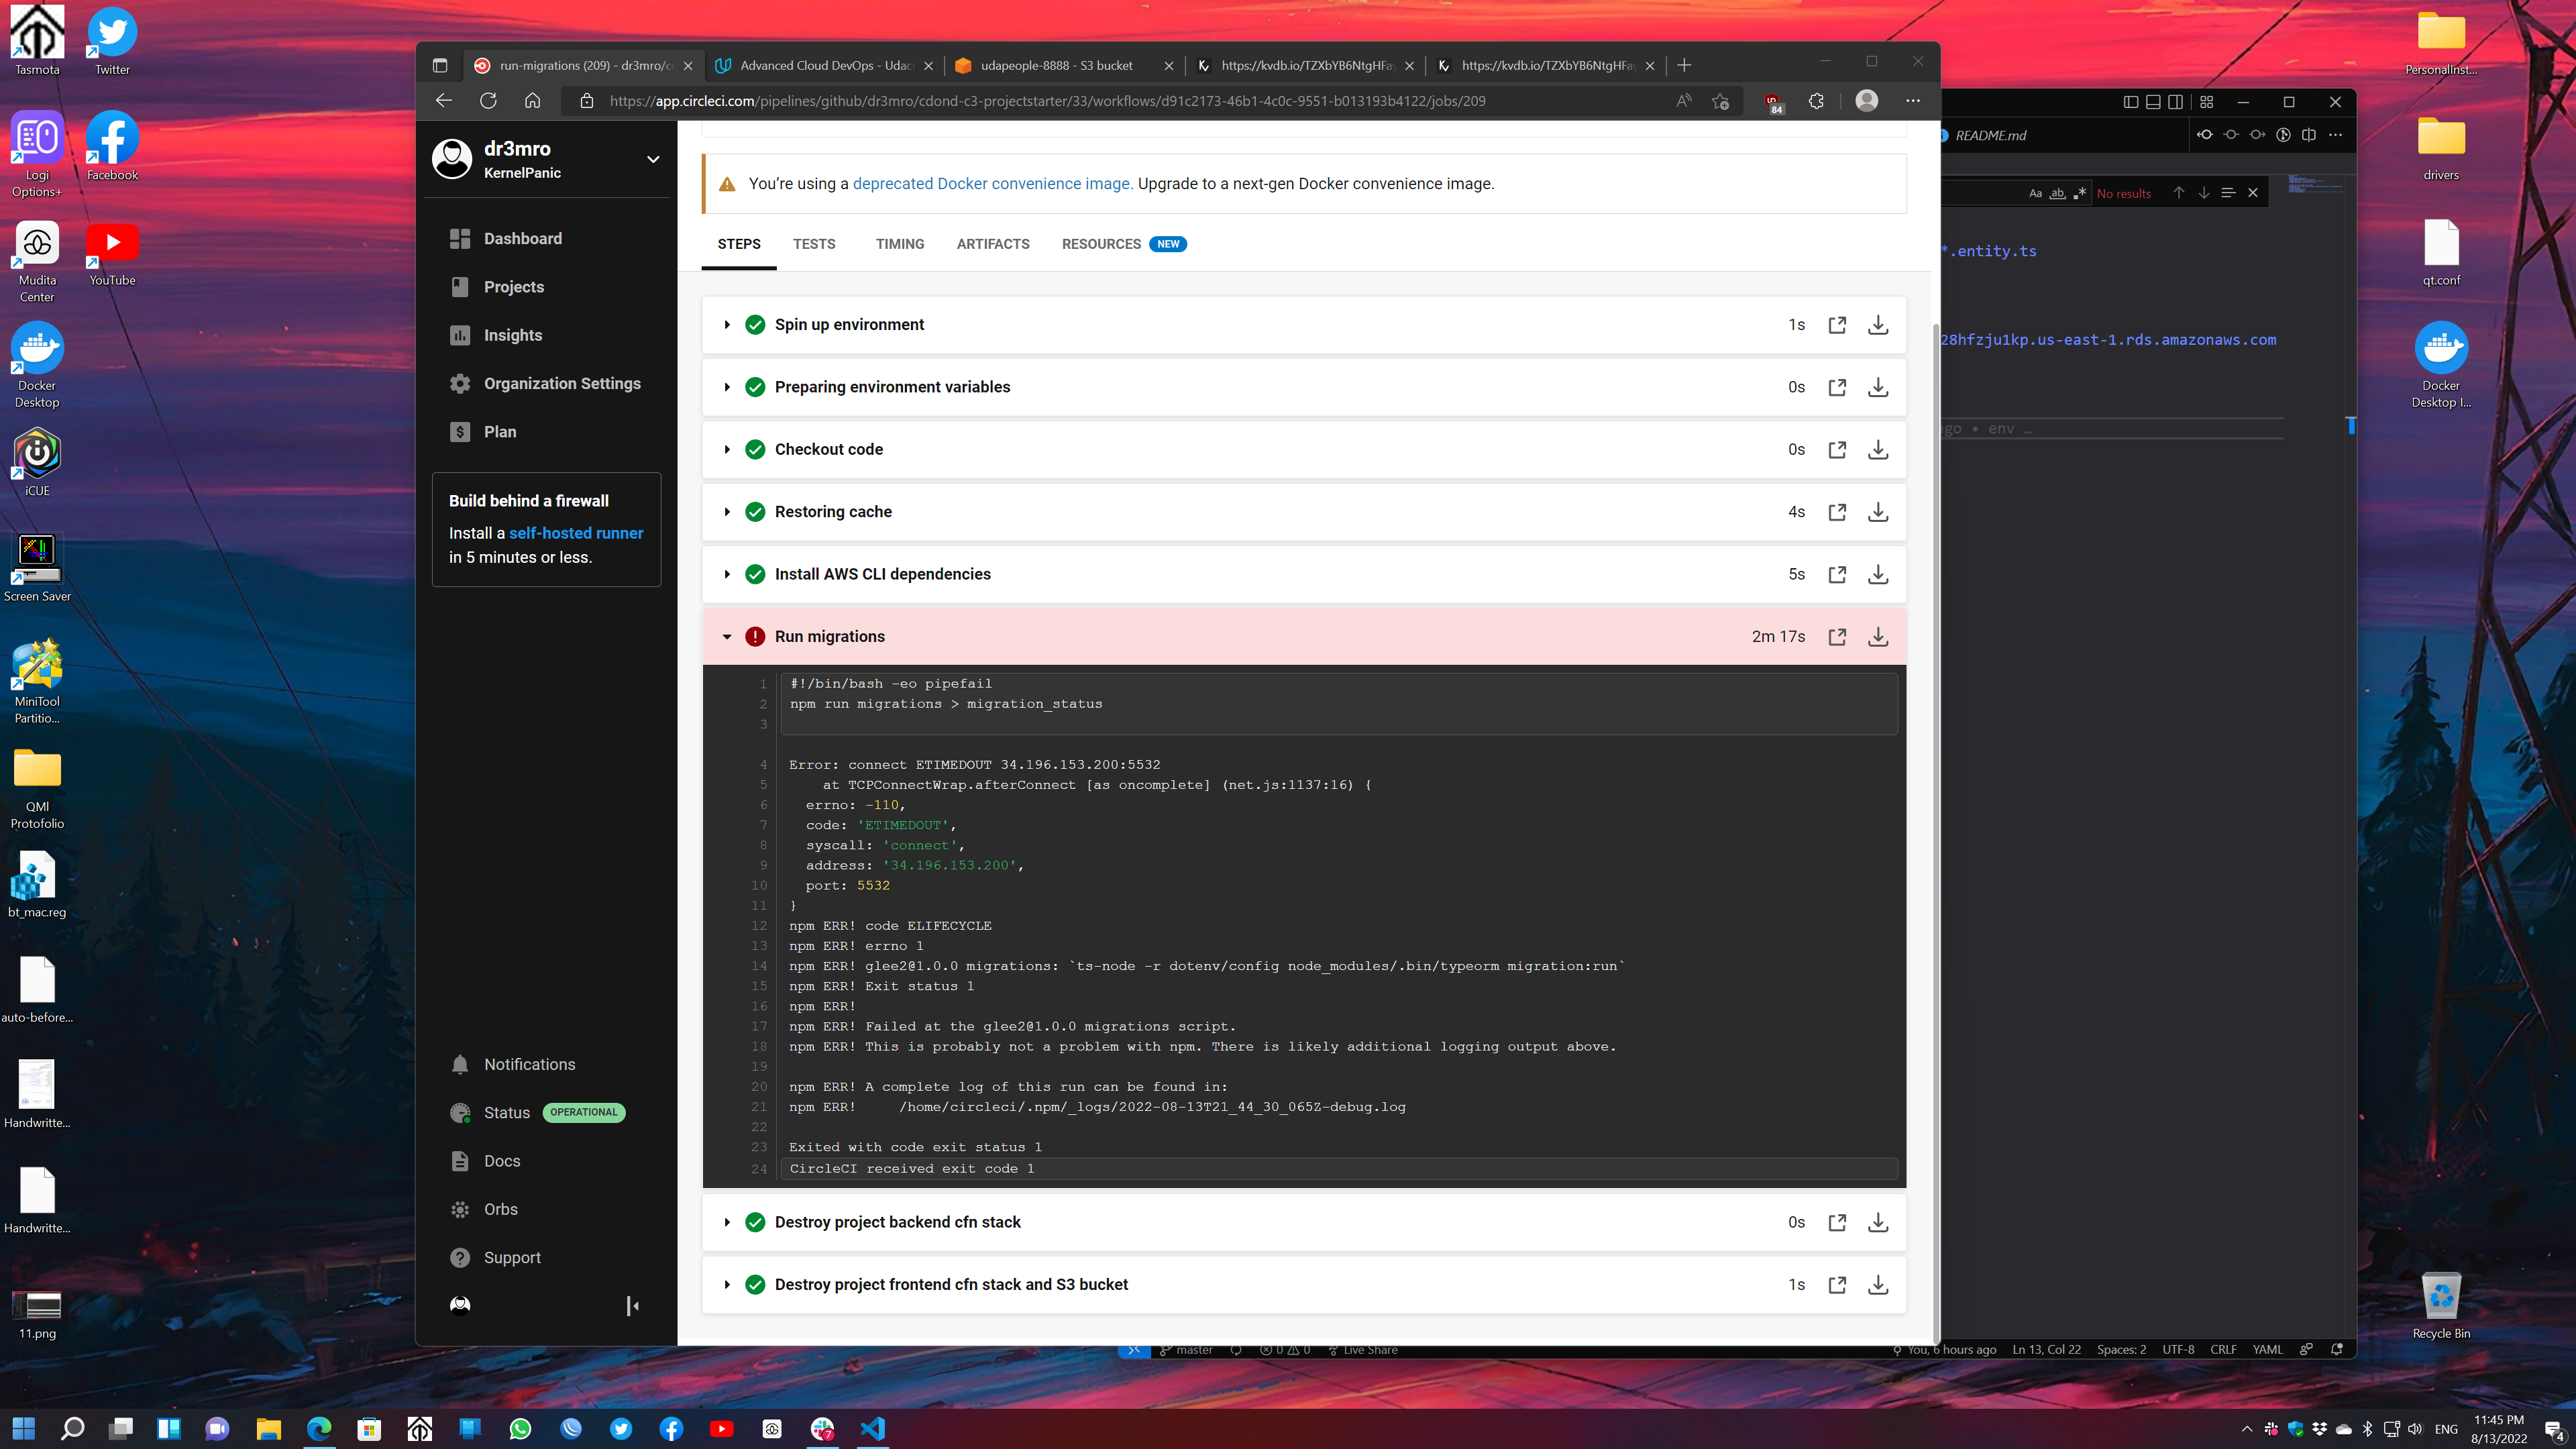 Tasmota
Twitter
Logi Options+
Facebook
Mudita Center
YouTube
Docker Desktop
iCUE
Screen Saver
MiniTool Partitio...
QMl Protofolio
bt_mac.reg
auto-before...
Handwritte...
Handwritte...
11.png
run-migrations (209) - dr3mro/c
Advanced Cloud DevOps - Udac
udapeople-8888 - S3 bucket
https://kvdb.io/TZXbYB6NtgHFa
https://kvdb.io/TZXbYB6NtgHFa
https://app.circleci.com/pipelines/github/dr3mro/cdond-c3-projectstarter/33/workflows/d91c2173-46b1-4c0c-9551-b013193b4122/jobs/209
84
dr3mro
KernelPanic
Dashboard
Projects
Insights
Organization Settings
Plan
Build behind a firewall
Install a self-hosted runner
in 5 minutes or less.
Notifications
Status OPERATIONAL
Docs
Orbs
Support
You're using a deprecated Docker convenience image. Upgrade to a next-gen Docker convenience image.
STEPS TESTS TIMING ARTIFACTS RESOURCES NEW
Spin up environment 1s
Preparing environment variables 0s
Checkout code 0s
Restoring cache 4s
Install AWS CLI dependencies 5s
Run migrations 2m 17s
1 #!/bin/bash -eo pipefail
2 npm run migrations > migration_status
3
4 Error: connect ETIMEDOUT 34.196.153.200:5532
5 at TCPConnectWrap.afterConnect [as oncomplete] (net.js:1137:16) {
6 errno: -110,
7 code: 'ETIMEDOUT',
8 syscall: 'connect',
9 address: '34.196.153.200',
10 port: 5532
11 }
12 npm ERR! code ELIFECYCLE
13 npm ERR! errno 1
14 npm ERR! glee2@1.0.0 migrations: `ts-node -r dotenv/config node_modules/.bin/typeorm migration:run`
15 npm ERR! Exit status 1
16 npm ERR!
17 npm ERR! Failed at the glee2@1.0.0 migrations script.
18 npm ERR! This is probably not a problem with npm. There is likely additional logging output above.
19
20 npm ERR! A complete log of this run can be found in:
21 npm ERR! /home/circleci/.npm/_logs/2022-08-13T21_44_30_065Z-debug.log
22
23 Exited with code exit status 1
24 CircleCI received exit code 1
Destroy project backend cfn stack 0s
Destroy project frontend cfn stack and S3 bucket 1s
README.md
Aa ab No results
*.entity.ts
28hfzju1kp.us-east-1.rds.amazonaws.com
ago • env …
master 0 0 Live Share
You, 6 hours ago Ln 13, Col 22 Spaces: 2 UTF-8 CRLF YAML
PersonalInst...
drivers
qt.conf
Docker Desktop I...
Recycle Bin
7
ENG
11:45 PM
8/13/2022
4